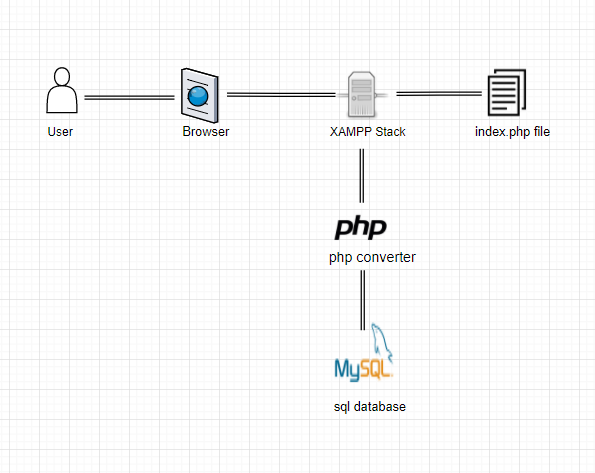 User
Browser
XAMPP Stack
index.php file
php
php converter
MySQL
sql database